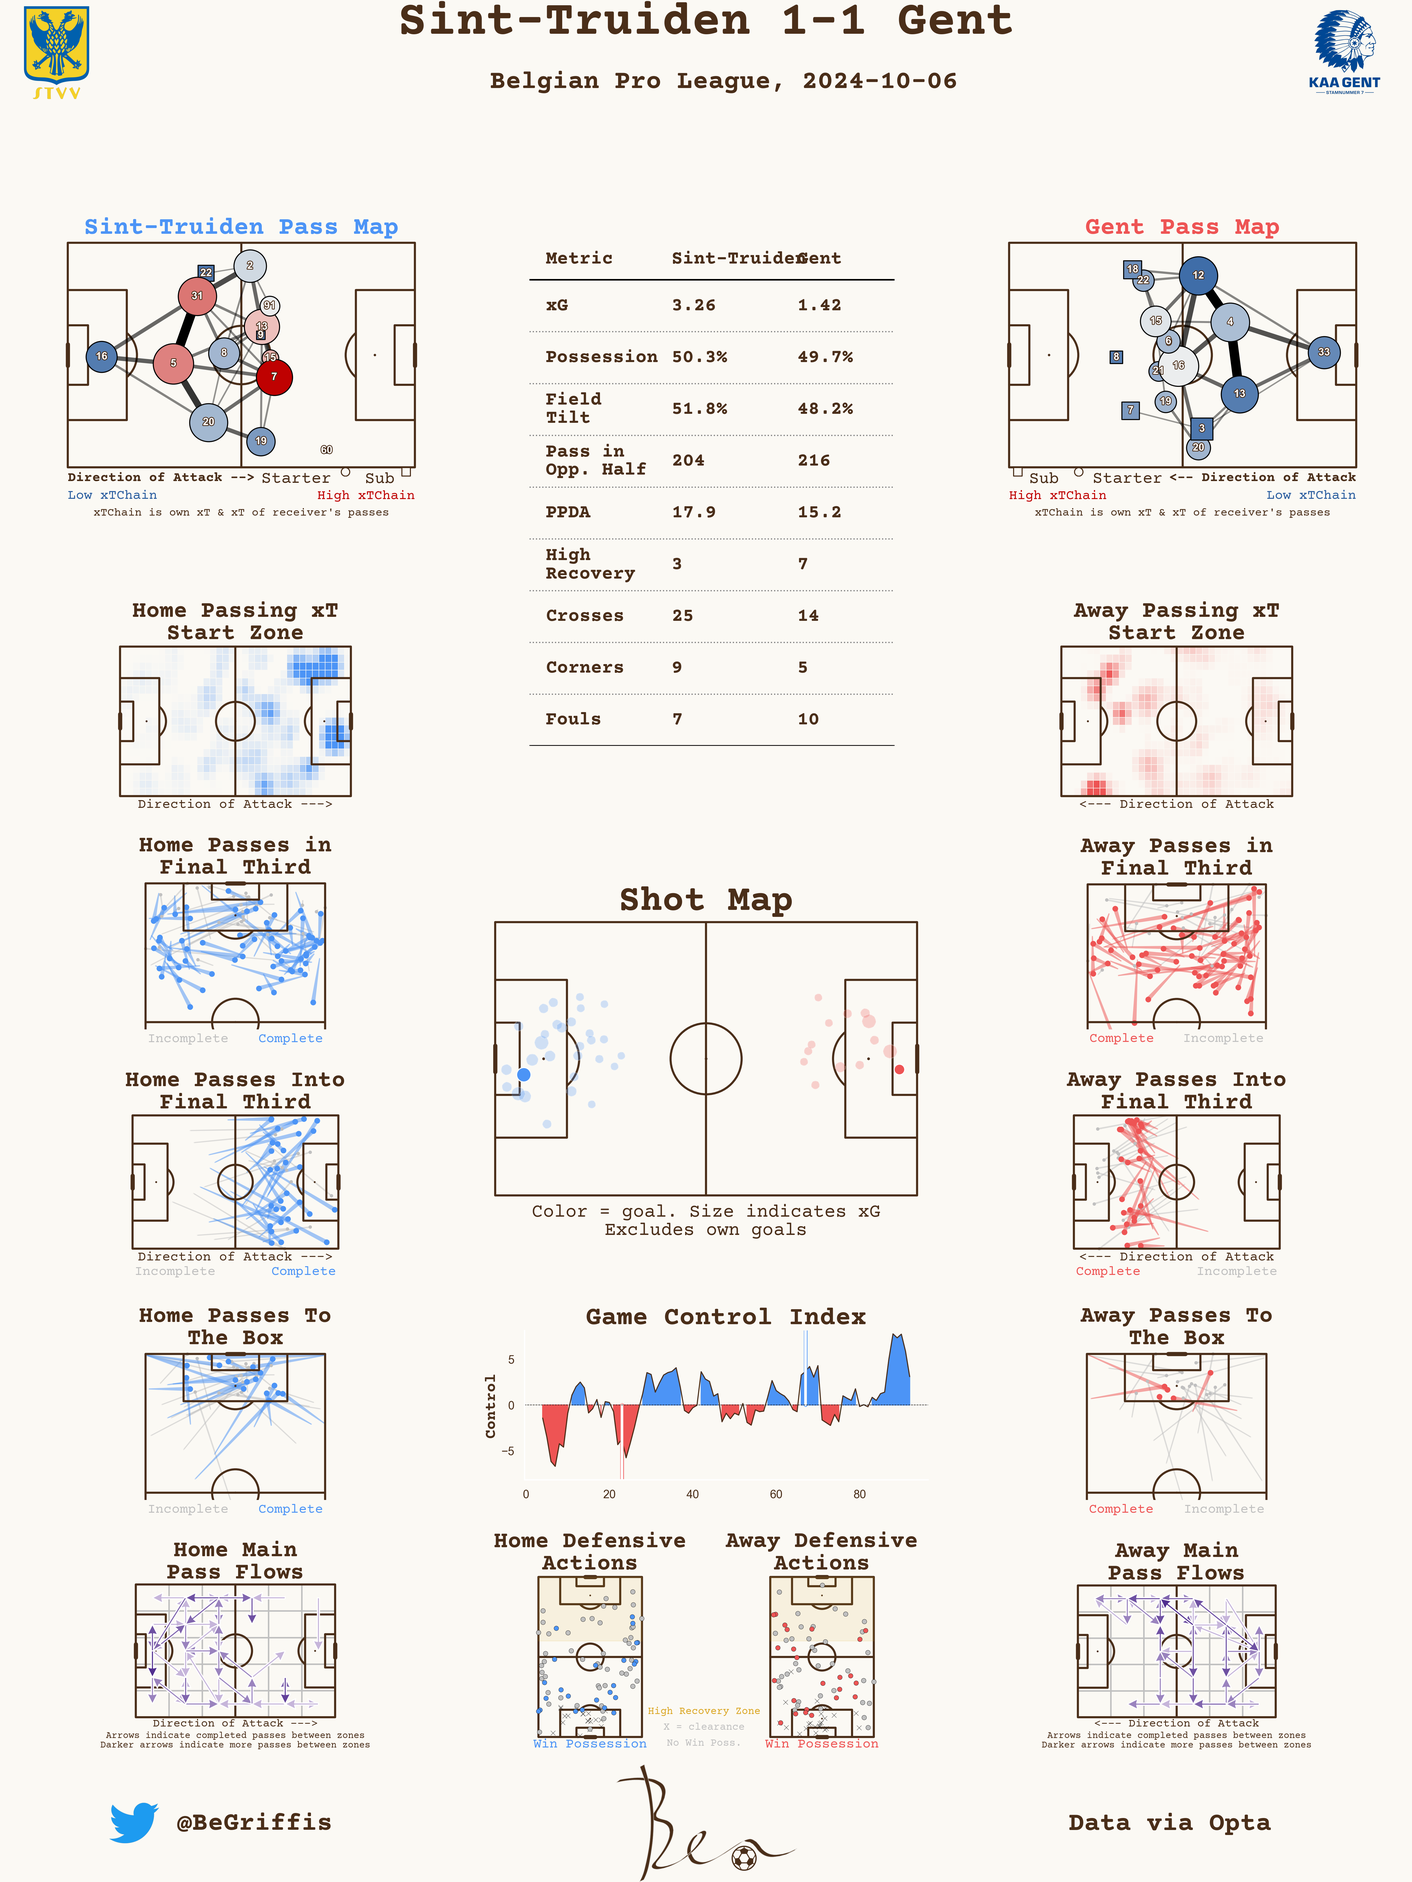 Sint-Truiden 1-1 Gent
Belgian Pro League, 2024-10-06
STVV
KAA GENT
STAMNUMMER 7
Sint-Truiden Pass Map
22
2
31
91
13
9
16
5
8
15
7
20
19
60
Direction of Attack --> Starter Sub
Low xTChain High xTChain
xTChain is own xT & xT of receiver's passes
Metric Sint-Truiden Gent
xG 3.26 1.42
Possession 50.3% 49.7%
Field
Tilt 51.8% 48.2%
Pass in
Opp. Half 204 216
PPDA 17.9 15.2
High
Recovery 3 7
Crosses 25 14
Corners 9 5
Fouls 7 10
Gent Pass Map
18
22
12
15
4
6
8
33
21
16
13
7
19
3
20
Sub Starter <-- Direction of Attack
High xTChain Low xTChain
xTChain is own xT & xT of receiver's passes
Home Passing xT
Start Zone
Direction of Attack --->
Away Passing xT
Start Zone
<--- Direction of Attack
Home Passes in
Final Third
Incomplete Complete
Away Passes in
Final Third
Complete Incomplete
Shot Map
Color = goal. Size indicates xG
Excludes own goals
Home Passes Into
Final Third
Direction of Attack --->
Incomplete Complete
Away Passes Into
Final Third
<--- Direction of Attack
Complete Incomplete
Home Passes To
The Box
Incomplete Complete
Game Control Index
Control
5
0
−5
0 20 40 60 80
Away Passes To
The Box
Complete Incomplete
Home Main
Pass Flows
Direction of Attack --->
Arrows indicate completed passes between zones
Darker arrows indicate more passes between zones
Home Defensive
Actions
Win Possession
Away Defensive
Actions
Win Possession
High Recovery Zone
X = clearance
No Win Poss.
Away Main
Pass Flows
<--- Direction of Attack
Arrows indicate completed passes between zones
Darker arrows indicate more passes between zones
@BeGriffis
Ben
Data via Opta